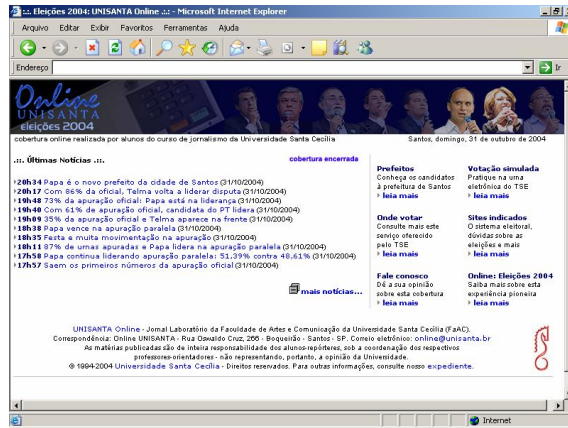 .:.: Eleições 2004: UNISANTA Online .:.: - Microsoft Internet Explorer
Arquivo Editar Exibir Favoritos Ferramentas Ajuda
Endereço
Ir
Online
UNISANTA
eleições 2004
cobertura online realizada por alunos do curso de jornalismo da Universidade Santa Cecília
Santos, domingo, 31 de outubro de 2004
.::. Últimas Notícias .::.
cobertura encerrada
20h34 Papa é o novo prefeito da cidade de Santos (31/10/2004)
20h17 Com 86% da oficial, Telma volta a liderar disputa (31/10/2004)
19h48 73% da apuração oficial: Papa está na liderança (31/10/2004)
19h40 Com 61% de apuração oficial, candidata do PT lidera (31/10/2004)
19h09 35% da apuração oficial e Telma aparece na frente (31/10/2004)
18h38 Papa vence na apuração paralela (31/10/2004)
18h35 Festa e muita movimentação na apuração (31/10/2004)
18h11 87% de urnas apuradas e Papa lidera na apuração paralela (31/10/2004)
17h58 Papa continua liderando apuração paralela: 51,39% contra 48,61% (31/10/2004)
17h57 Saem os primeiros números da apuração oficial (31/10/2004)
mais notícias...
Prefeitos
Conheça os candidatos
à prefeitura de Santos
leia mais
Votação simulada
Pratique na uma
eletrônica do TSE
leia mais
Onde votar
Consulte mais este
serviço oferecido
pelo TSE
leia mais
Sites indicados
O sistema eleitoral,
dúvidas sobre as
eleições e mais
leia mais
Fale conosco
Dê a sua opinião
sobre esta cobertura
leia mais
Online: Eleições 2004
Saiba mais sobre esta
experiência pioneira
leia mais
UNISANTA Online - Jornal Laboratório da Faculdade de Artes e Comunicação da Universidade Santa Cecília (FaAC).
Correspondência: Online UNISANTA - Rua Oswaldo Cruz, 266 - Boqueirão - Santos - SP. Correio eletrônico: online@unisanta.br
As matérias publicadas são de inteira responsabilidade dos alunos-repórteres, sob a coordenação dos respectivos
professores-orientadores - não representando, portanto, a opinião da Universidade.
® 1994-2004 Universidade Santa Cecília - Direitos reservados. Para outras informações, consulte nosso expediente.
Internet